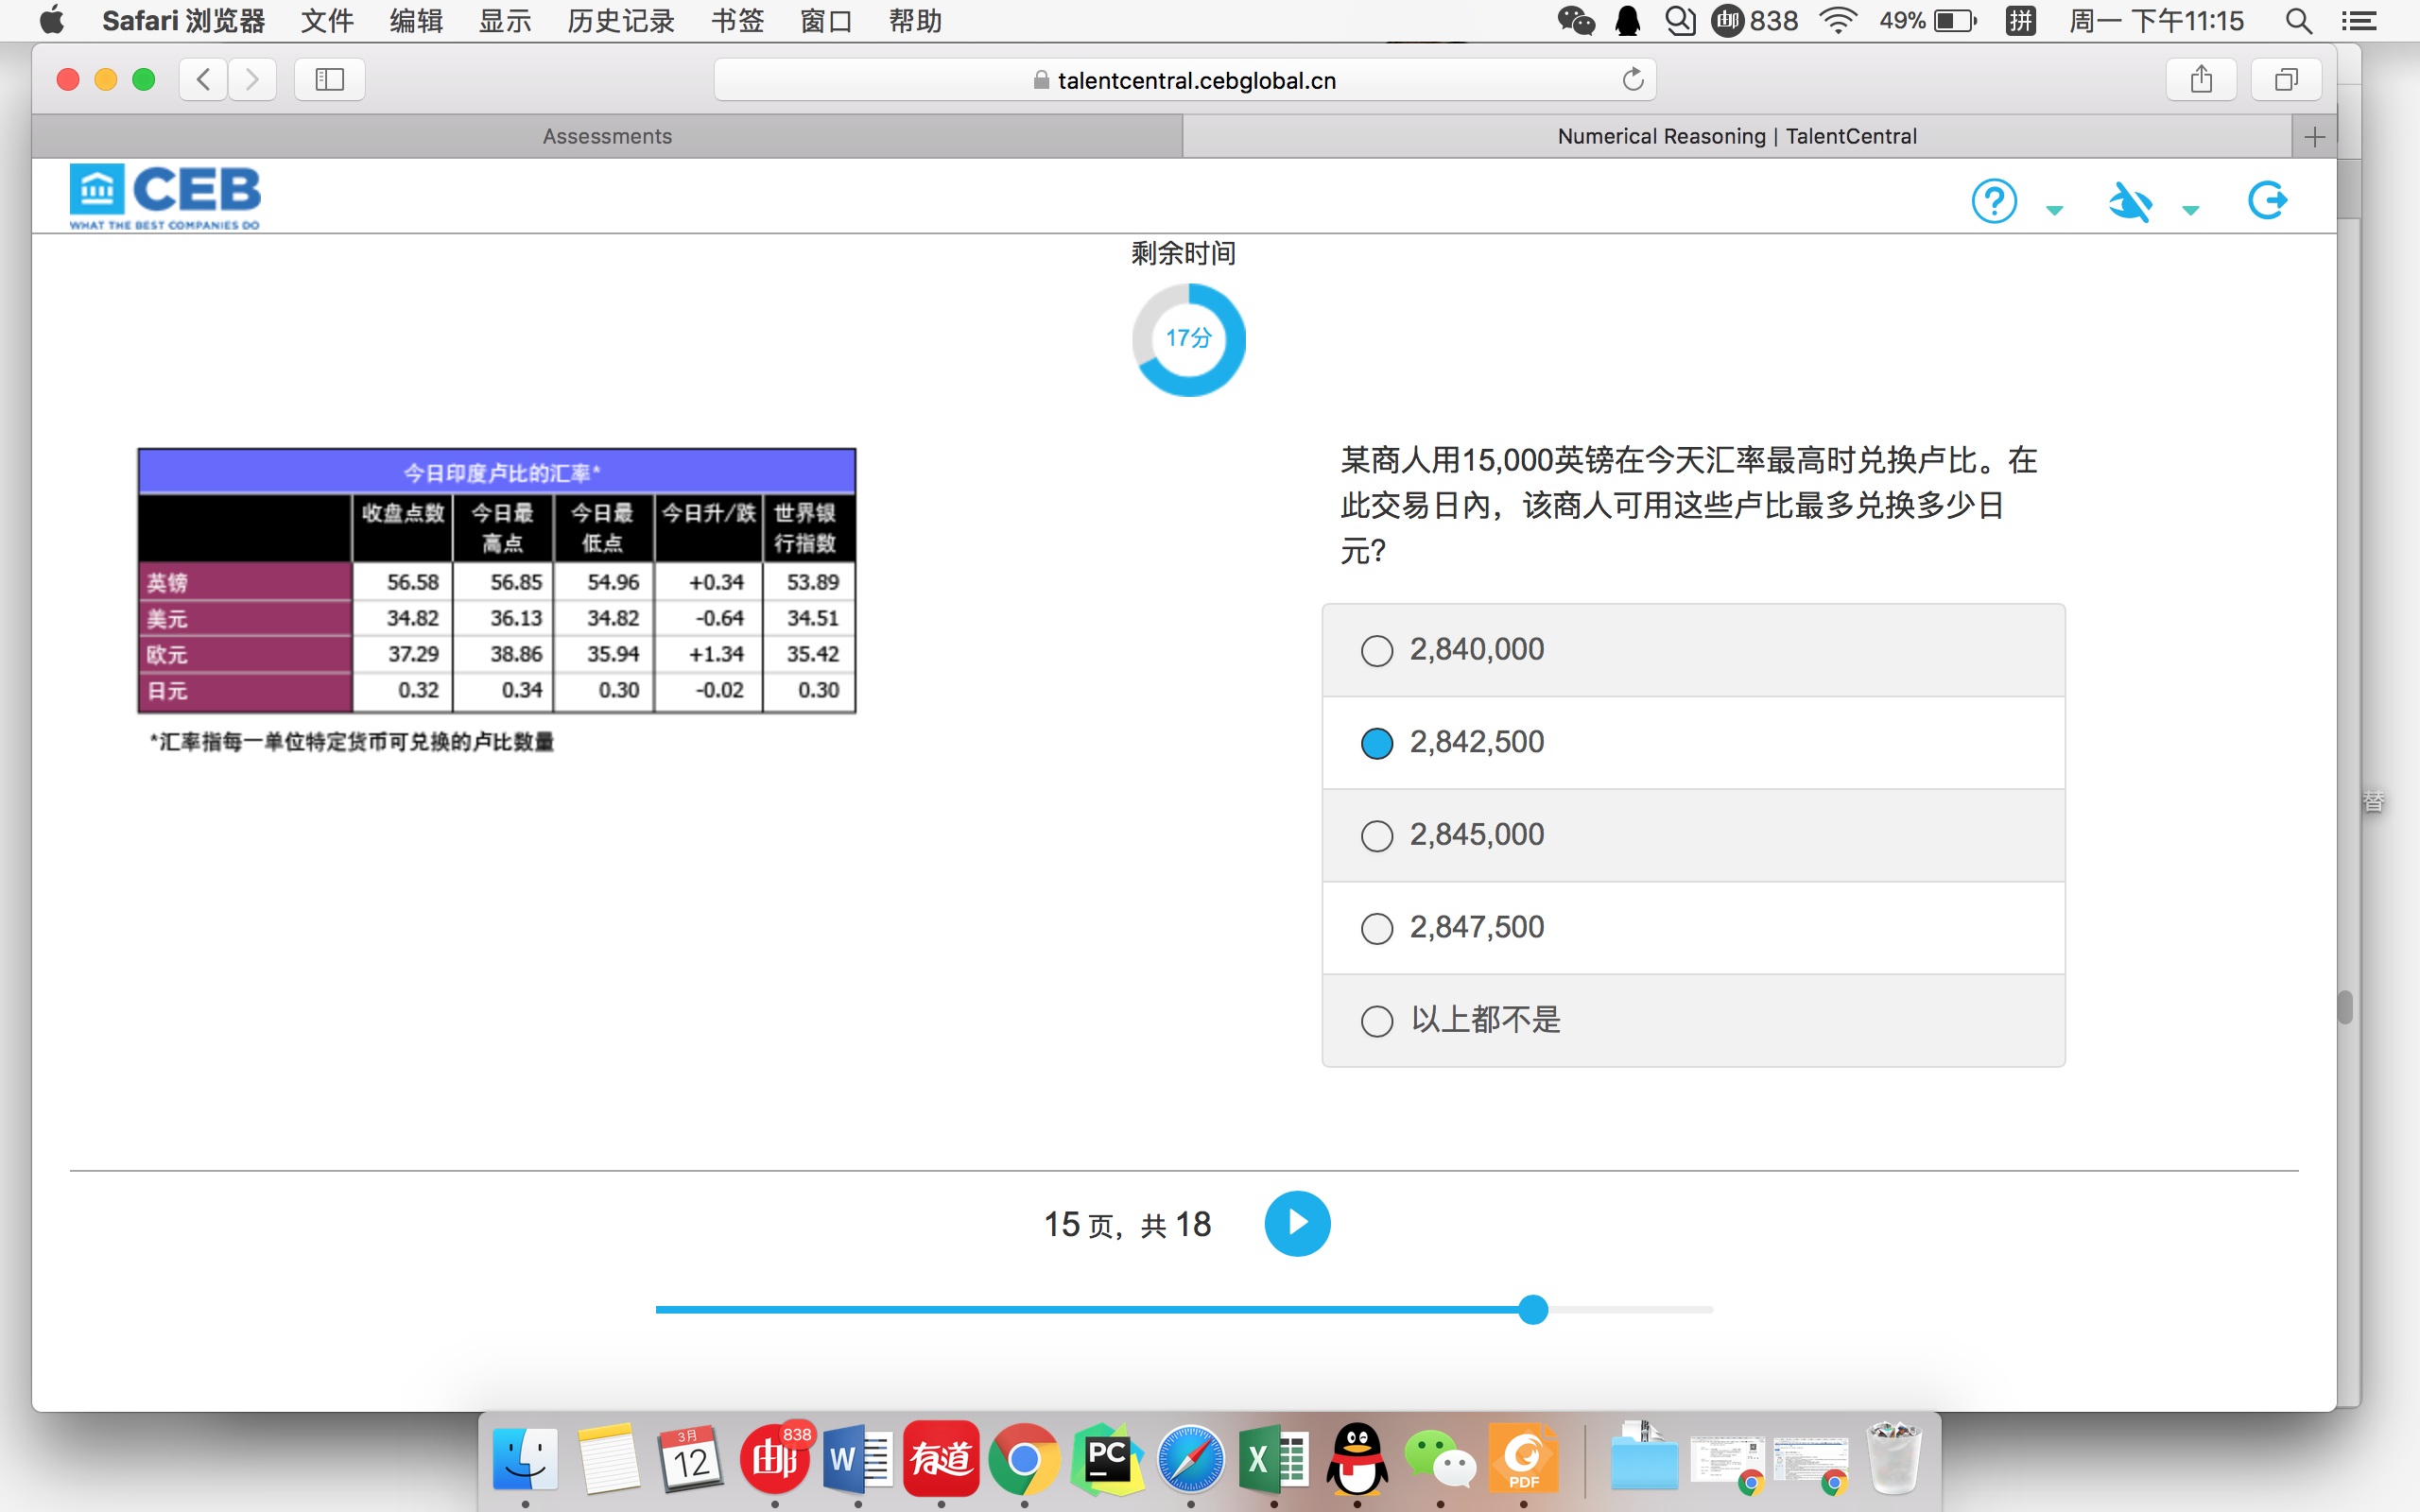 Safari 浏览器 文件 编辑 显示 历史记录 书签 窗口 帮助 838 49% 拼 周一 下午11:15
talentcentral.cebglobal.cn
Assessments
Numerical Reasoning | TalentCentral
CEB
WHAT THE BEST COMPANIES DO
?
剩余时间
17分
今日印度卢比的汇率*
收盘点数 今日最高点 今日最低点 今日升/跌 世界银行指数
英镑 56.58 56.85 54.96 +0.34 53.89
美元 34.82 36.13 34.82 -0.64 34.51
欧元 37.29 38.86 35.94 +1.34 35.42
日元 0.32 0.34 0.30 -0.02 0.30
*汇率指每一单位特定货币可兑换的卢比数量
某商人用15,000英镑在今天汇率最高时兑换卢比。在
此交易日内，该商人可用这些卢比最多兑换多少日
元?
2,840,000
2,842,500
2,845,000
2,847,500
以上都不是
替
15 页，共 18
3月
12
邮
838
W
有道
PC
X
PDF